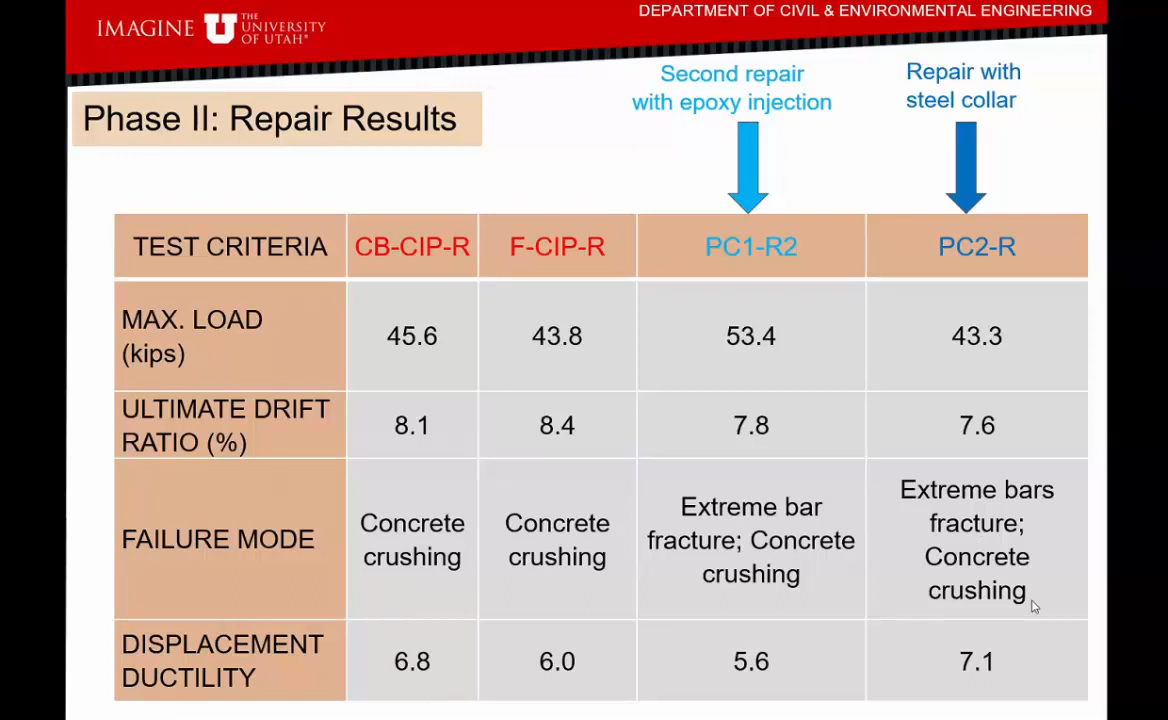 DEPARTMENT OF CIVIL & ENVIRONMENTAL ENGINEERING
IMAGINE U THE UNIVERSITY OF UTAH®
Second repair
with epoxy injection
Repair with
steel collar
Phase II: Repair Results
TEST CRITERIA CB-CIP-R F-CIP-R PC1-R2 PC2-R
MAX. LOAD
(kips)
45.6 43.8 53.4 43.3
ULTIMATE DRIFT
RATIO (%)
8.1 8.4 7.8 7.6
FAILURE MODE
Concrete
crushing
Concrete
crushing
Extreme bar
fracture; Concrete
crushing
Extreme bars
fracture;
Concrete
crushing
DISPLACEMENT
DUCTILITY
6.8 6.0 5.6 7.1